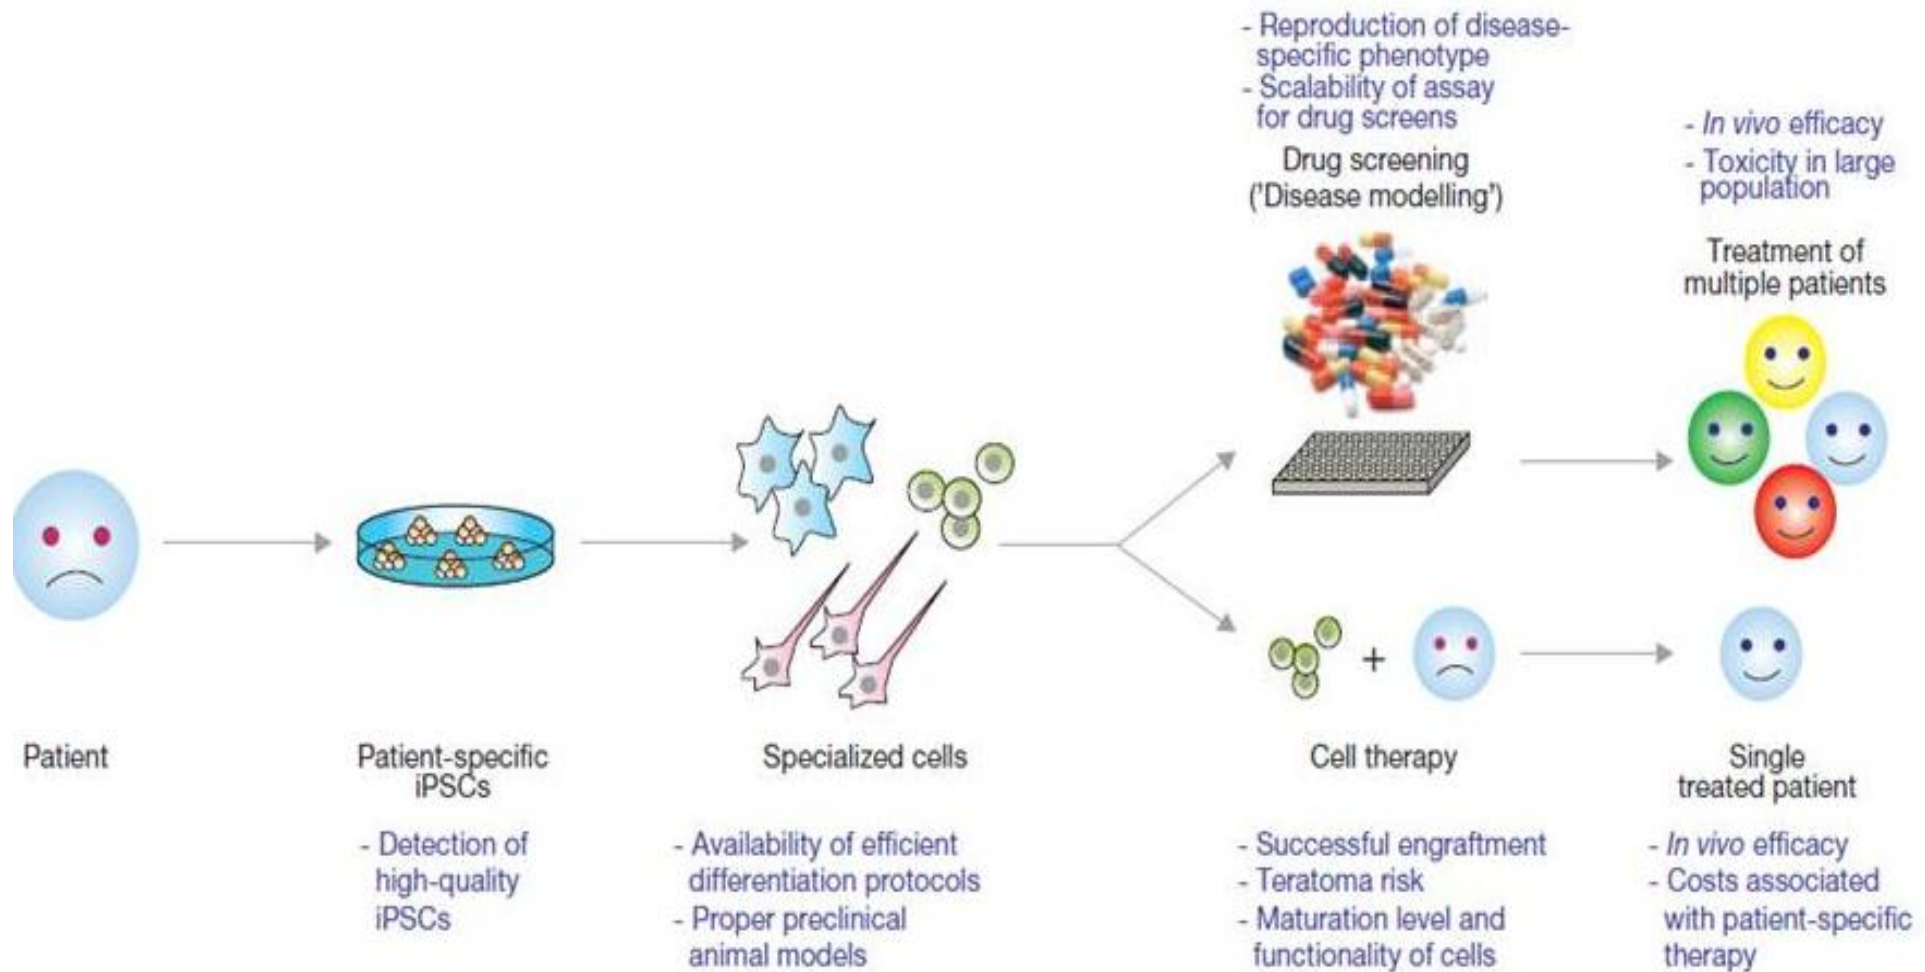 - Reproduction of disease-
specific phenotype
- Scalability of assay
for drug screens
Drug screening
('Disease modelling')
- In vivo efficacy
- Toxicity in large
population
Treatment of
multiple patients
+
Patient
Patient-specific
iPSCs
- Detection of
high-quality
iPSCs
Specialized cells
- Availability of efficient
differentiation protocols
- Proper preclinical
animal models
Cell therapy
- Successful engraftment
- Teratoma risk
- Maturation level and
functionality of cells
Single
treated patient
- In vivo efficacy
- Costs associated
with patient-specific
therapy